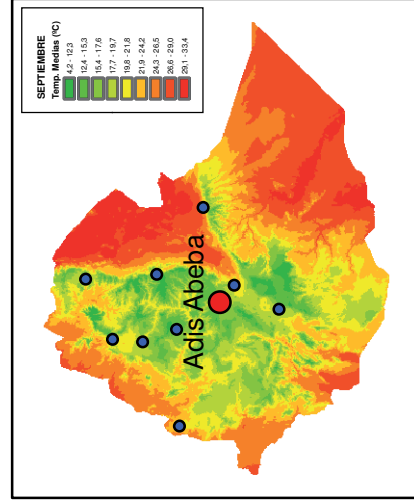 SEPTIEMBRE
Temp. Medias (ºC)
4,2 - 12,3
12,4 - 15,3
15,4 - 17,6
17,7 - 19,7
19,8 - 21,8
21,9 - 24,2
24,3 - 26,5
26,6 - 29,0
29,1 - 33,4
Adis Abeba